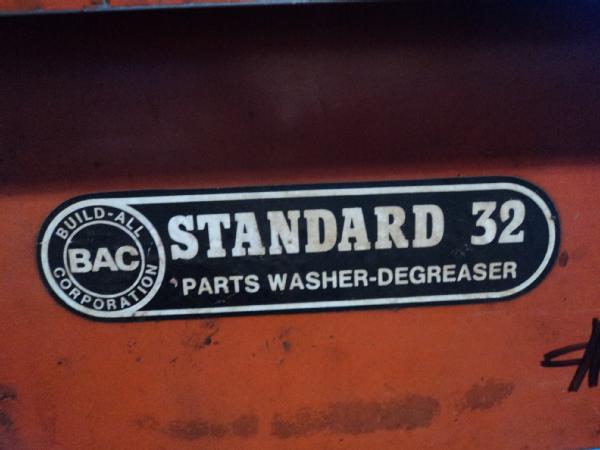 BUILD-ALL
BAC
CORPORATION
STANDARD 32
PARTS WASHER-DEGREASER